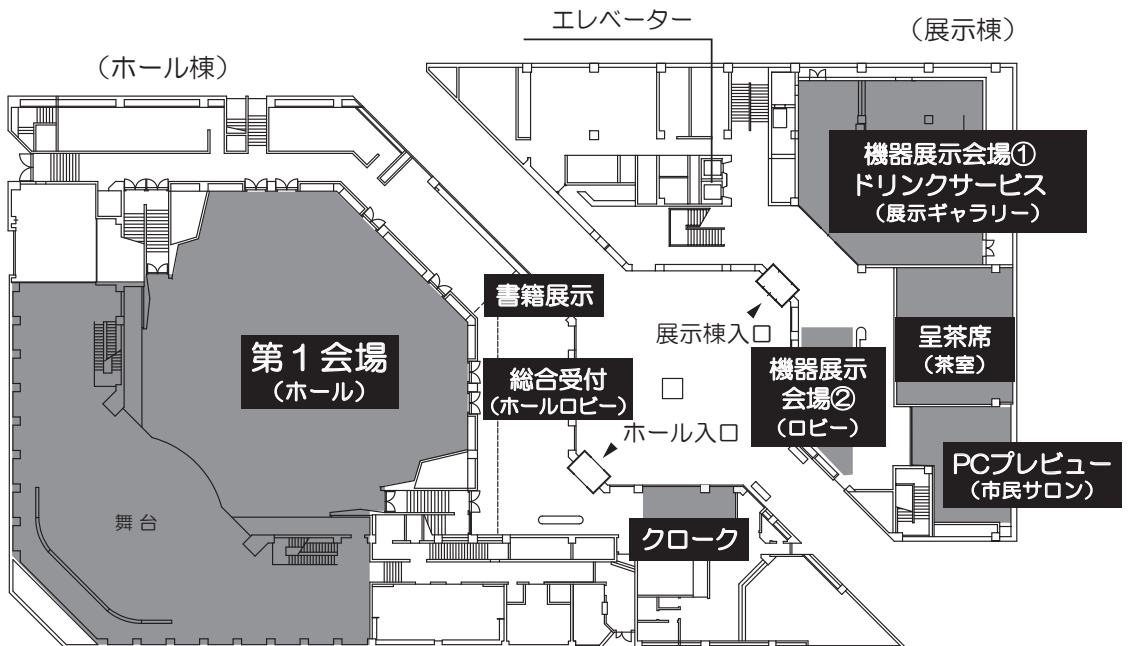 エレベーター
（展示棟）
（ホール棟）
機器展示会場①
ドリンクサービス
（展示ギャラリー）
書籍展示
展示棟入口
呈茶席
（茶室）
第１会場
（ホール）
総合受付
（ホールロビー）
機器展示
会場②
（ロビー）
ホール入口
PCプレビュー
（市民サロン）
舞台
クローク